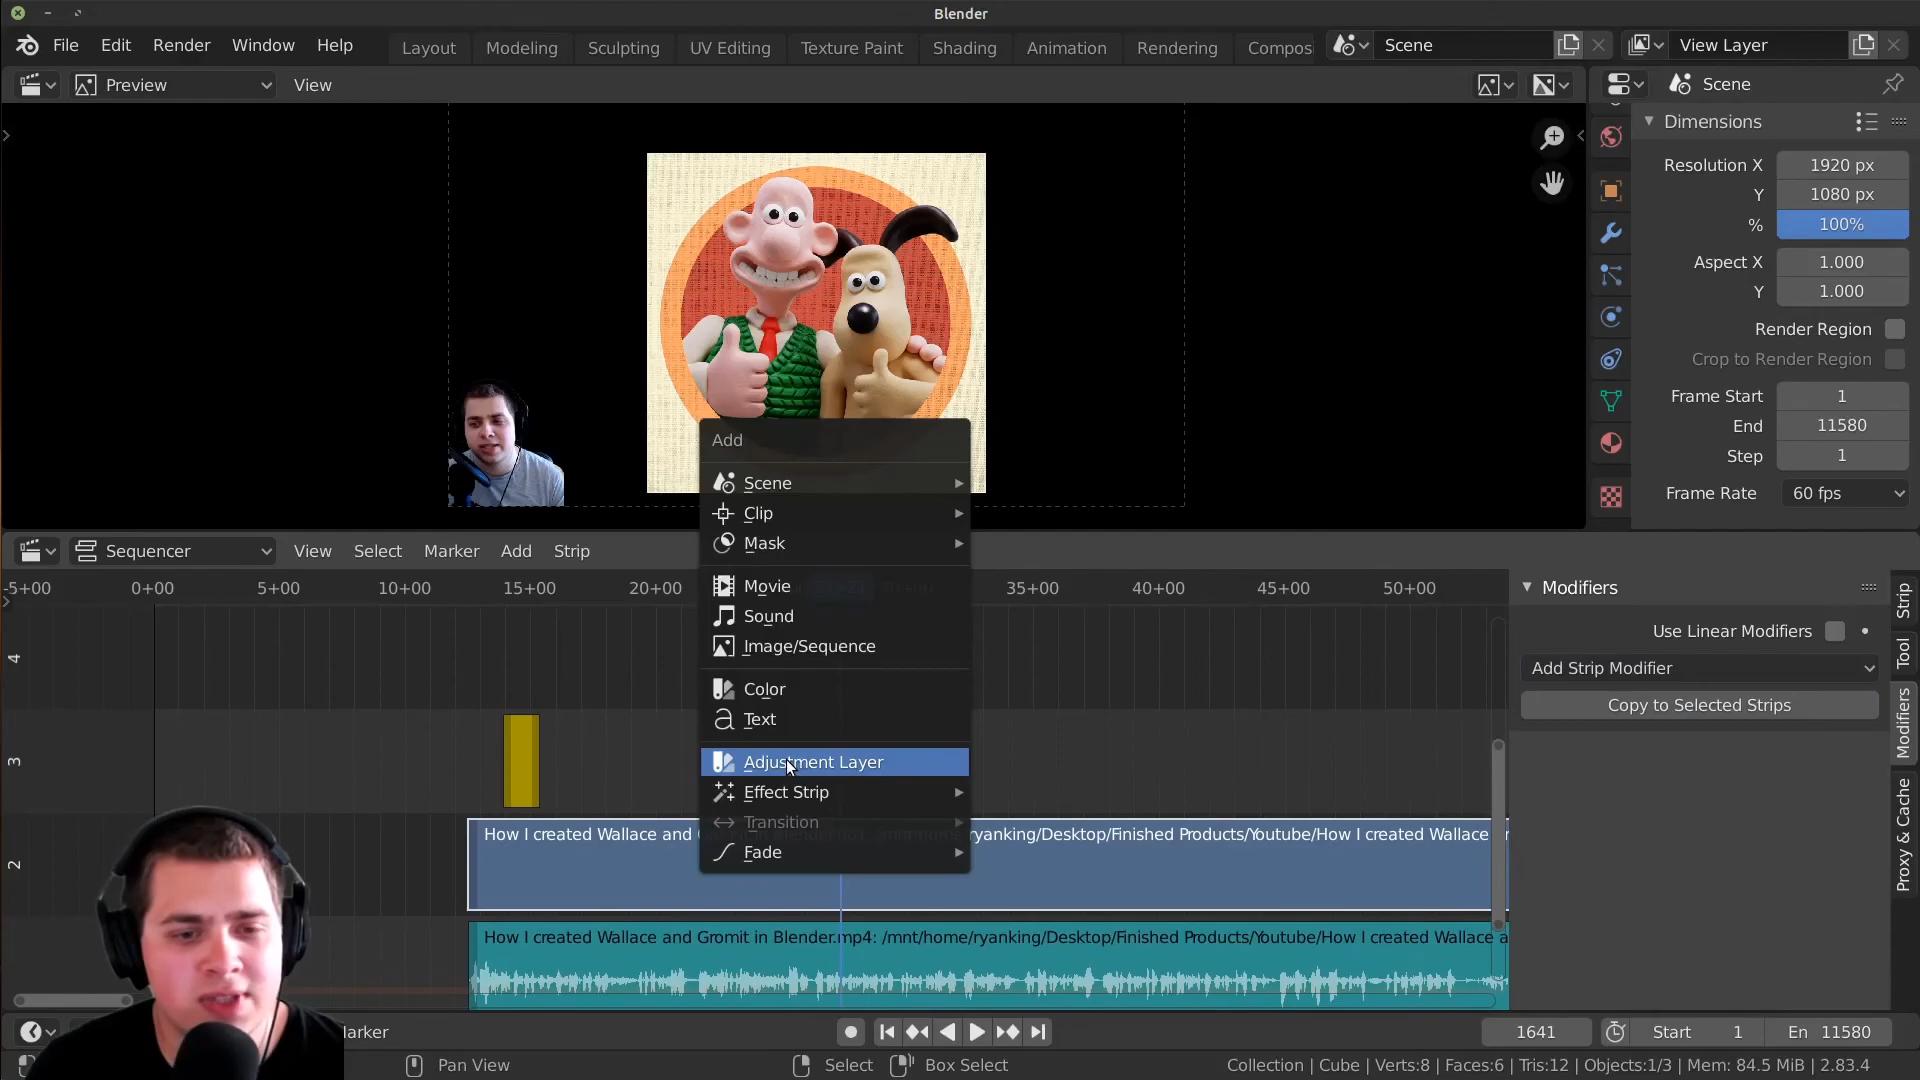 Blender
File Edit Render Window Help Layout Modeling Sculpting UV Editing Texture Paint Shading Animation Rendering Compos Scene View Layer
Preview View Scene
Dimensions
Resolution X 1920 px
Y 1080 px
% 100%
Aspect X 1.000
Y 1.000
Render Region
Crop to Render Region
Frame Start 1
End 11580
Step 1
Frame Rate 60 fps
Add
Scene
Clip
Mask
Movie
Sound
Image/Sequence
Color
Text
Adjustment Layer
Effect Strip
Transition
Fade
Sequencer View Select Marker Add Strip
-5+00 0+00 5+00 10+00 15+00 20+00 35+00 40+00 45+00 50+00
4
3
2
How I created Wallace and ryanking/Desktop/Finished Products/Youtube/How I created Wallace
How I created Wallace and Gromit in Blender.mp4: /mnt/home/ryanking/Desktop/Finished Products/Youtube/How I created Wallace a
Modifiers
Use Linear Modifiers
Add Strip Modifier
Copy to Selected Strips
Strip
Tool
Modifiers
Proxy & Cache
larker 1641 Start 1 En 11580
Pan View Select Box Select Collection | Cube | Verts:8 | Faces:6 | Tris:12 | Objects:1/3 | Mem: 84.5 MiB | 2.83.4